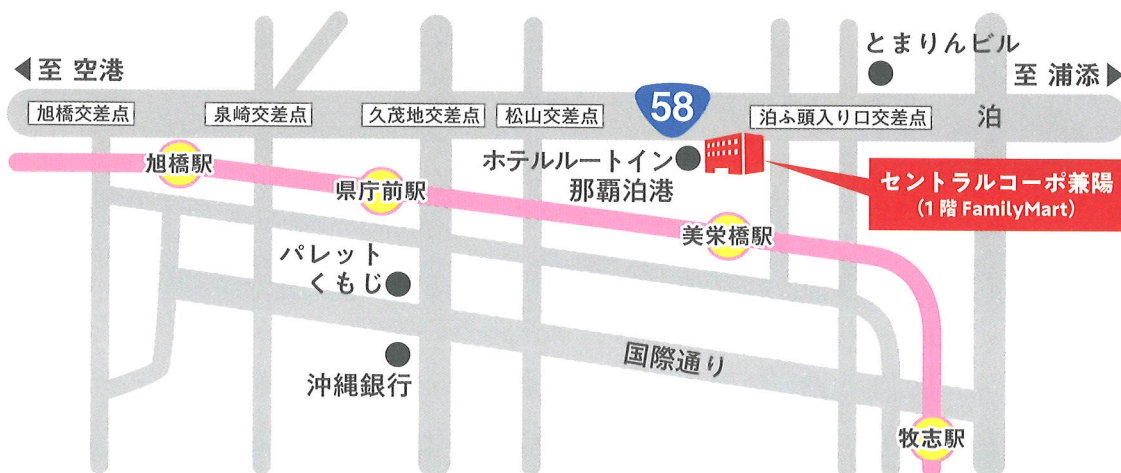 とまりんビル
◀至 空港
至 浦添▶
58
旭橋交差点
泉崎交差点
久茂地交差点
松山交差点
泊ふ頭入り口交差点
泊
旭橋駅
ホテルルートイン
那覇泊港
セントラルコーポ兼陽
（1階 FamilyMart）
県庁前駅
美栄橋駅
パレット
くもじ
国際通り
沖縄銀行
牧志駅